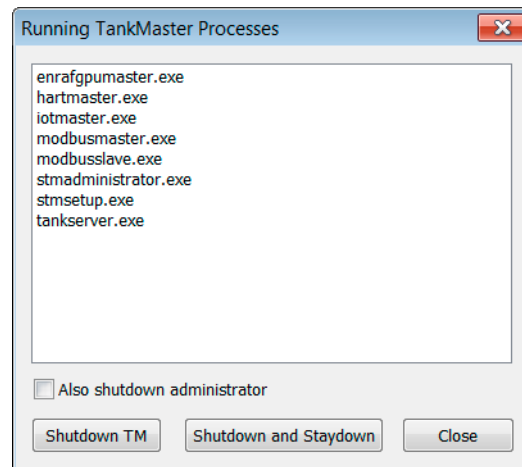 Running TankMaster Processes
enrafgpumaster.exe
hartmaster.exe
iotmaster.exe
modbusmaster.exe
modbusslave.exe
stmadministrator.exe
stmsetup.exe
tankserver.exe
Also shutdown administrator
Shutdown TM Shutdown and Staydown Close